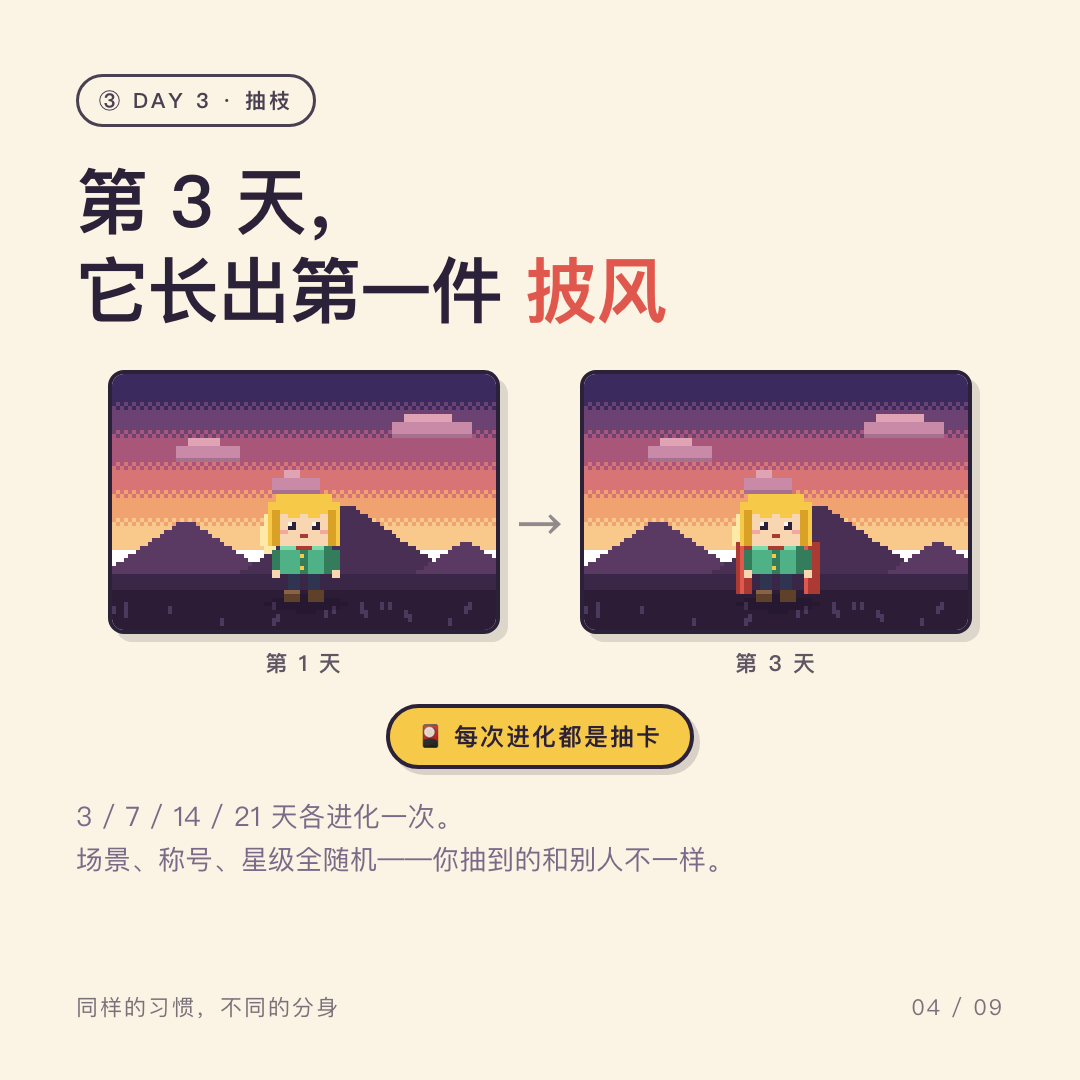 ③ DAY 3 · 抽枝
第 3 天，
它长出第一件 披风
→
第 1 天
第 3 天
🎴 每次进化都是抽卡
3 / 7 / 14 / 21 天各进化一次。
场景、称号、星级全随机——你抽到的和别人不一样。
同样的习惯，不同的分身
04 / 09